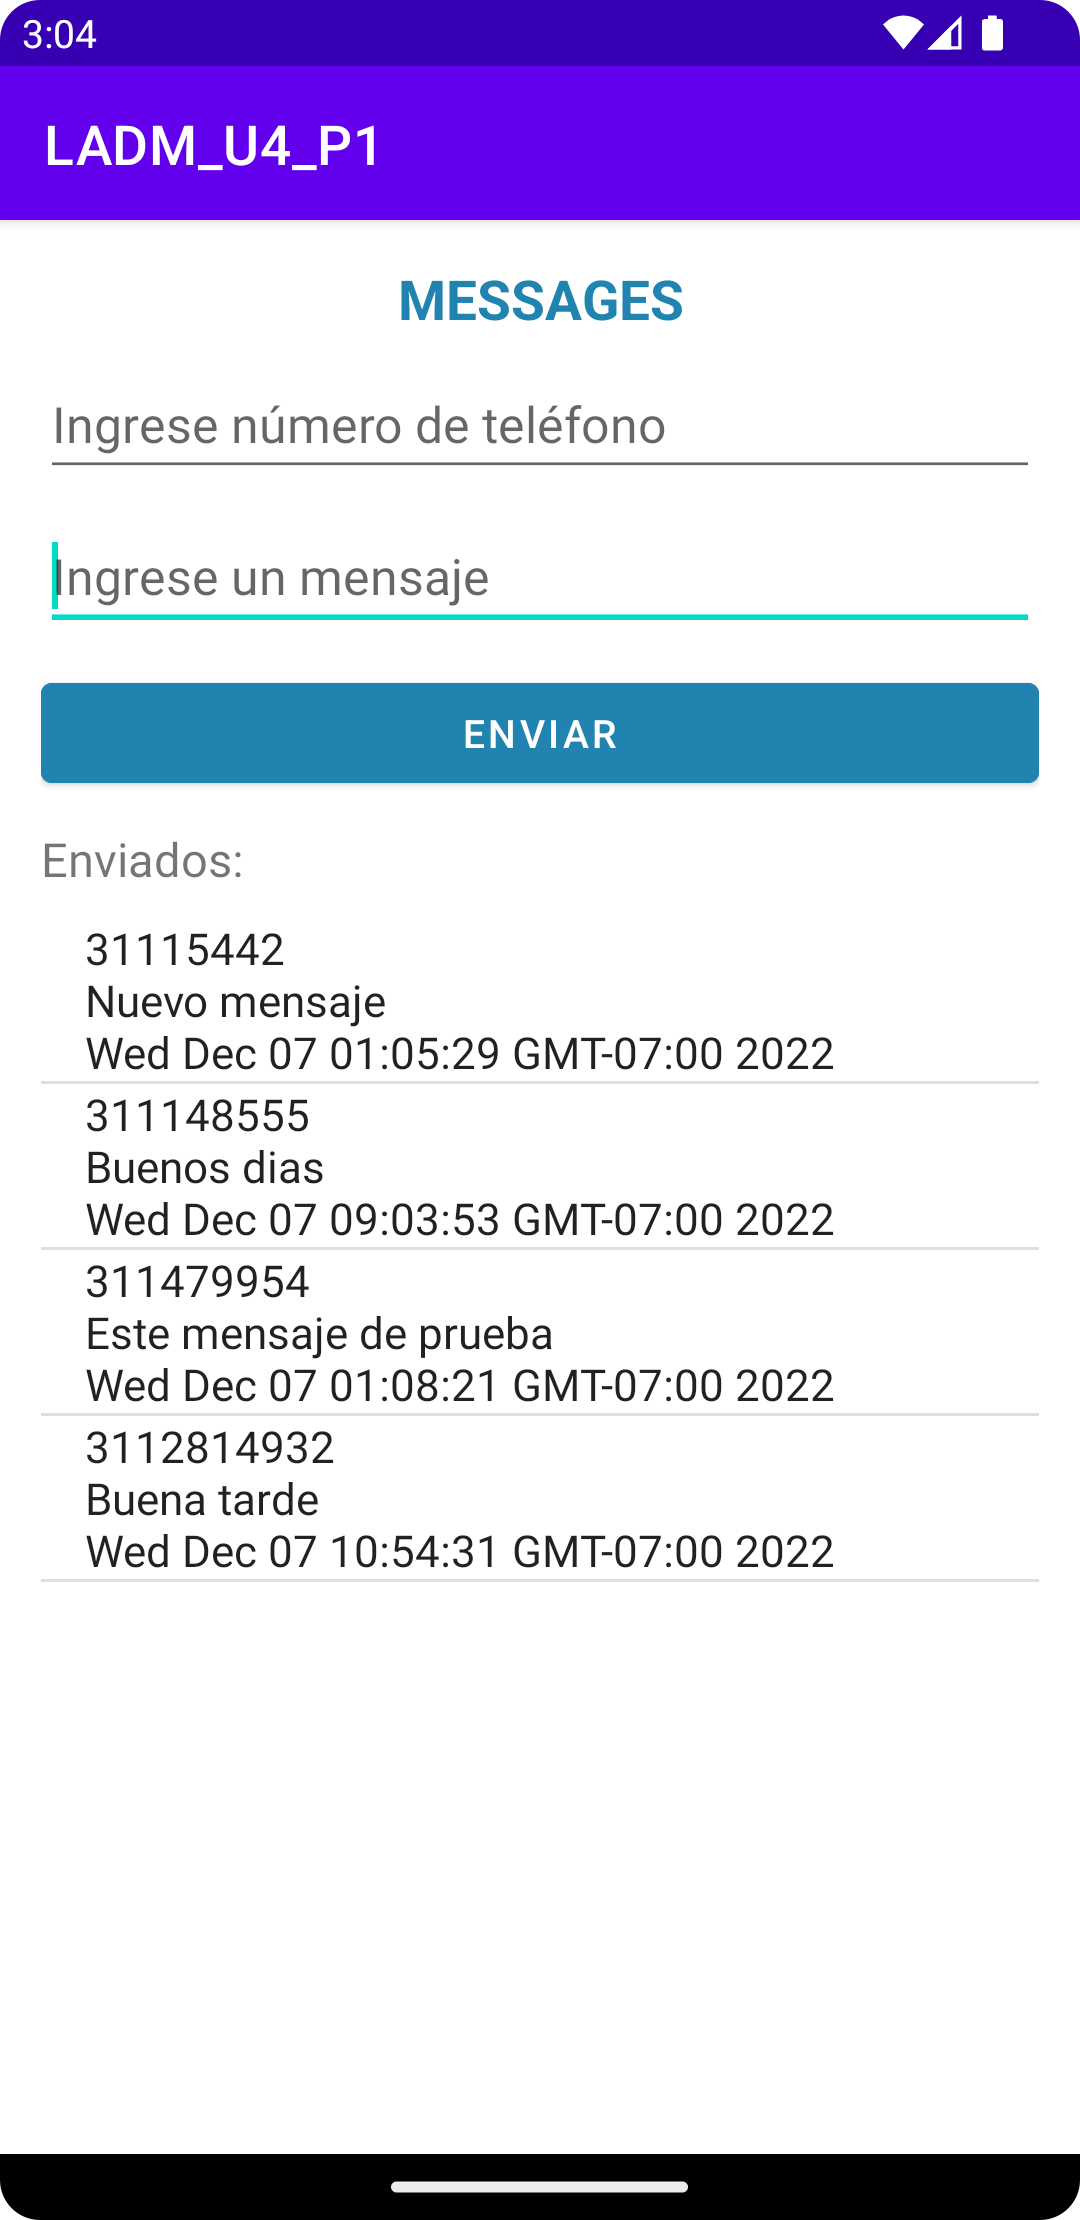 3:04
LADM_U4_P1
MESSAGES
Ingrese número de teléfono
Ingrese un mensaje
ENVIAR
Enviados:
31115442
Nuevo mensaje
Wed Dec 07 01:05:29 GMT-07:00 2022
311148555
Buenos dias
Wed Dec 07 09:03:53 GMT-07:00 2022
311479954
Este mensaje de prueba
Wed Dec 07 01:08:21 GMT-07:00 2022
3112814932
Buena tarde
Wed Dec 07 10:54:31 GMT-07:00 2022